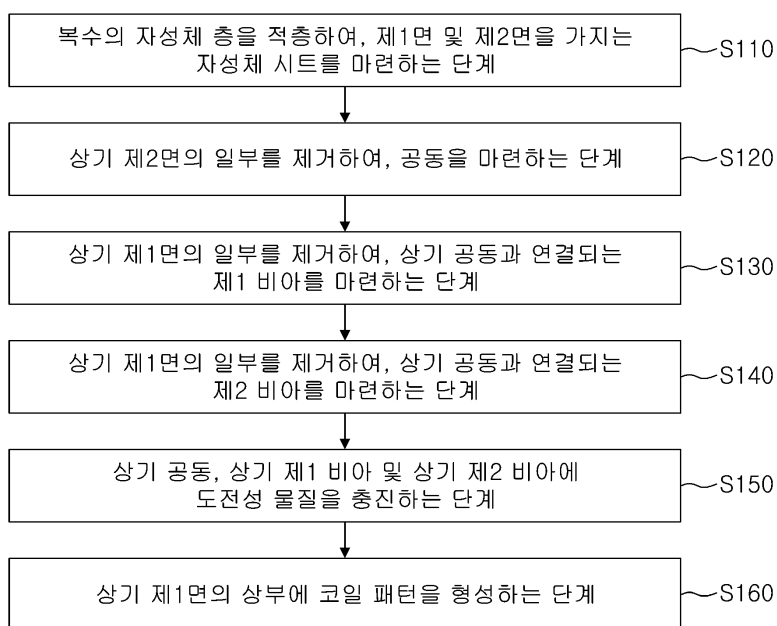 복수의 자성체 층을 적층하여, 제1면 및 제2면을 가지는
자성체 시트를 마련하는 단계
S110
상기 제2면의 일부를 제거하여, 공동을 마련하는 단계
S120
상기 제1면의 일부를 제거하여, 상기 공동과 연결되는
제1 비아를 마련하는 단계
S130
상기 제1면의 일부를 제거하여, 상기 공동과 연결되는
제2 비아를 마련하는 단계
S140
상기 공동, 상기 제1 비아 및 상기 제2 비아에
도전성 물질을 충진하는 단계
S150
상기 제1면의 상부에 코일 패턴을 형성하는 단계
S160